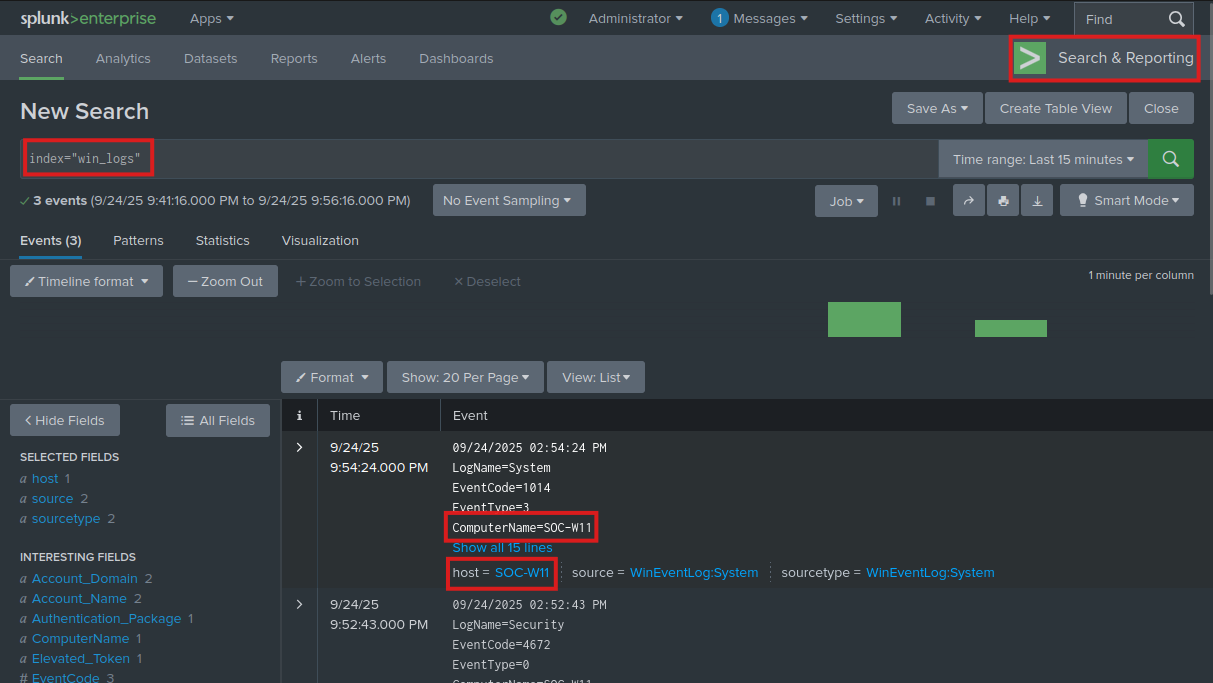 splunk>enterprise Apps Administrator 1 Messages Settings Activity Help Find
Search Analytics Datasets Reports Alerts Dashboards > Search & Reporting
New Search Save As Create Table View Close
index="win_logs" Time range: Last 15 minutes
3 events (9/24/25 9:41:16.000 PM to 9/24/25 9:56:16.000 PM) No Event Sampling Job Smart Mode
Events (3) Patterns Statistics Visualization
Timeline format — Zoom Out + Zoom to Selection × Deselect 1 minute per column
Format Show: 20 Per Page View: List
< Hide Fields All Fields i Time Event
SELECTED FIELDS
a host 1
a source 2
a sourcetype 2
INTERESTING FIELDS
a Account_Domain 2
a Account_Name 2
a Authentication_Package 1
a ComputerName 1
a Elevated_Token 1
# EventCode 3
> 9/24/25 09/24/2025 02:54:24 PM
9:54:24.000 PM LogName=System
EventCode=1014
EventType=3
ComputerName=SOC-W11
Show all 15 lines
host = SOC-W11 source = WinEventLog:System sourcetype = WinEventLog:System
> 9/24/25 09/24/2025 02:52:43 PM
9:52:43.000 PM LogName=Security
EventCode=4672
EventType=0
ComputerName=SOC-W11